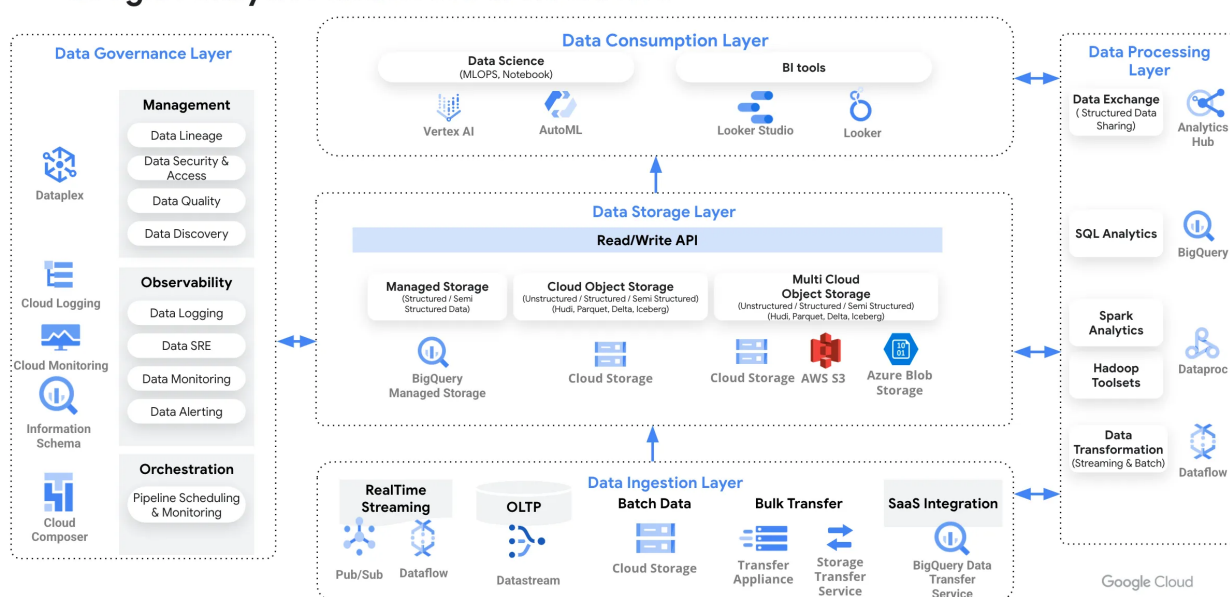 Data Governance Layer
Management
Data Lineage
Data Security &
Access
Data Quality
Data Discovery
Dataplex
Observability
Data Logging
Data SRE
Data Monitoring
Data Alerting
Cloud Logging
Cloud Monitoring
Information
Schema
Orchestration
Pipeline Scheduling
& Monitoring
Cloud
Composer
Data Consumption Layer
Data Science
(MLOPS, Notebook)
Vertex AI
AutoML
BI tools
Looker Studio
Looker
Data Storage Layer
Read/Write API
Managed Storage
(Structured / Semi
Structured Data)
BigQuery
Managed Storage
Cloud Object Storage
(Unstructured / Structured / Semi Structured)
(Hudi, Parquet, Delta, Iceberg)
Cloud Storage
Multi Cloud
Object Storage
(Unstructured / Structured / Semi Structured)
(Hudi, Parquet, Delta, Iceberg)
Cloud Storage
AWS S3
10
01
Azure Blob
Storage
Data Ingestion Layer
RealTime
Streaming
Pub/Sub
Dataflow
OLTP
Datastream
Batch Data
Cloud Storage
Bulk Transfer
Transfer
Appliance
Storage
Transfer
Service
SaaS Integration
BigQuery Data
Transfer
Service
Data Processing
Layer
Data Exchange
( Structured Data
Sharing)
Analytics
Hub
SQL Analytics
BigQuery
Spark
Analytics
Hadoop
Toolsets
Dataproc
Data
Transformation
(Streaming & Batch)
Dataflow
Google Cloud